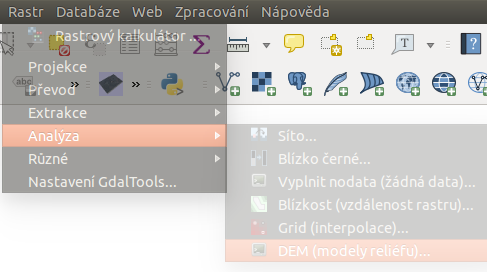 Rastr Rastrbáze Web Zpracování Nápověda
Rastrový kalkulátor ...
Projekce
Převod
Extrakce
Analýza
Různé
Nastavení GdalTools...
Síto...
Blízko černé...
Vyplnit nodata (žádná data)...
Blízkost (vzdálenost rastru)...
Grid (interpolace)...
DEM (modely reliéfu)...